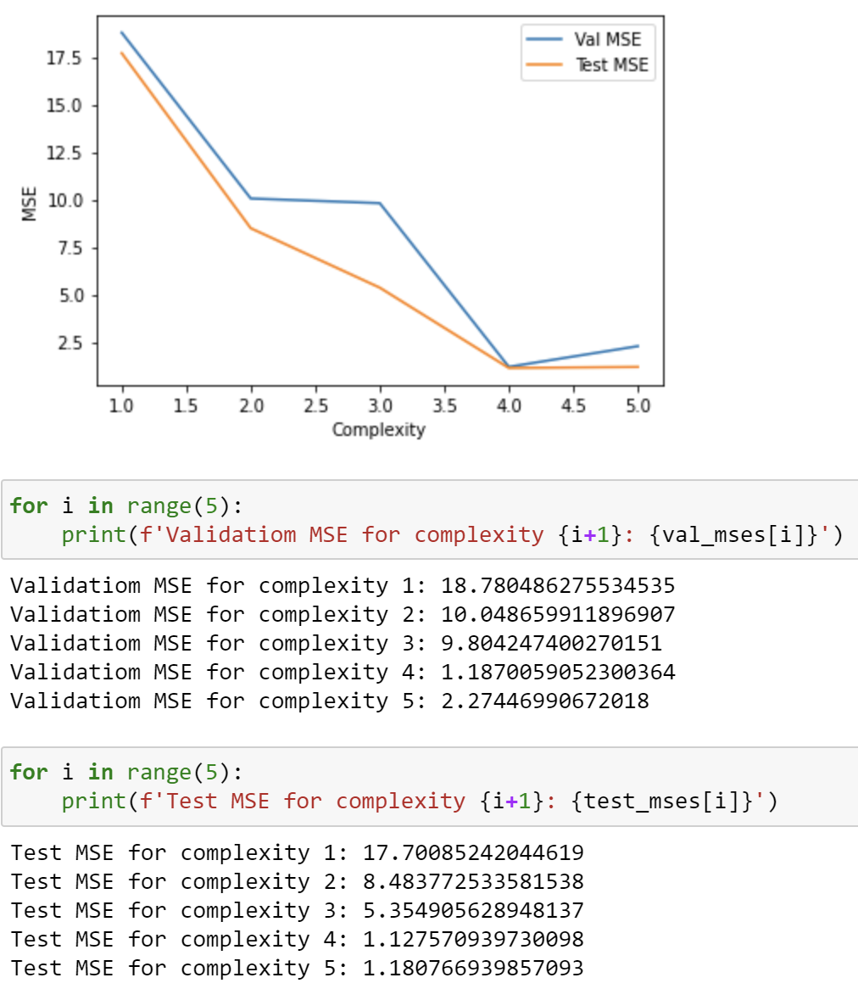 Val MSE
Test MSE
17.5
15.0
12.5
10.0
7.5
5.0
2.5
MSE
1.0 1.5 2.0 2.5 3.0 3.5 4.0 4.5 5.0
Complexity
for i in range(5):
    print(f'Validatiom MSE for complexity {i+1}: {val_mses[i]}')
Validatiom MSE for complexity 1: 18.780486275534535
Validatiom MSE for complexity 2: 10.048659911896907
Validatiom MSE for complexity 3: 9.804247400270151
Validatiom MSE for complexity 4: 1.1870059052300364
Validatiom MSE for complexity 5: 2.27446990672018
for i in range(5):
    print(f'Test MSE for complexity {i+1}: {test_mses[i]}')
Test MSE for complexity 1: 17.70085242044619
Test MSE for complexity 2: 8.483772533581538
Test MSE for complexity 3: 5.354905628948137
Test MSE for complexity 4: 1.127570939730098
Test MSE for complexity 5: 1.180766939857093